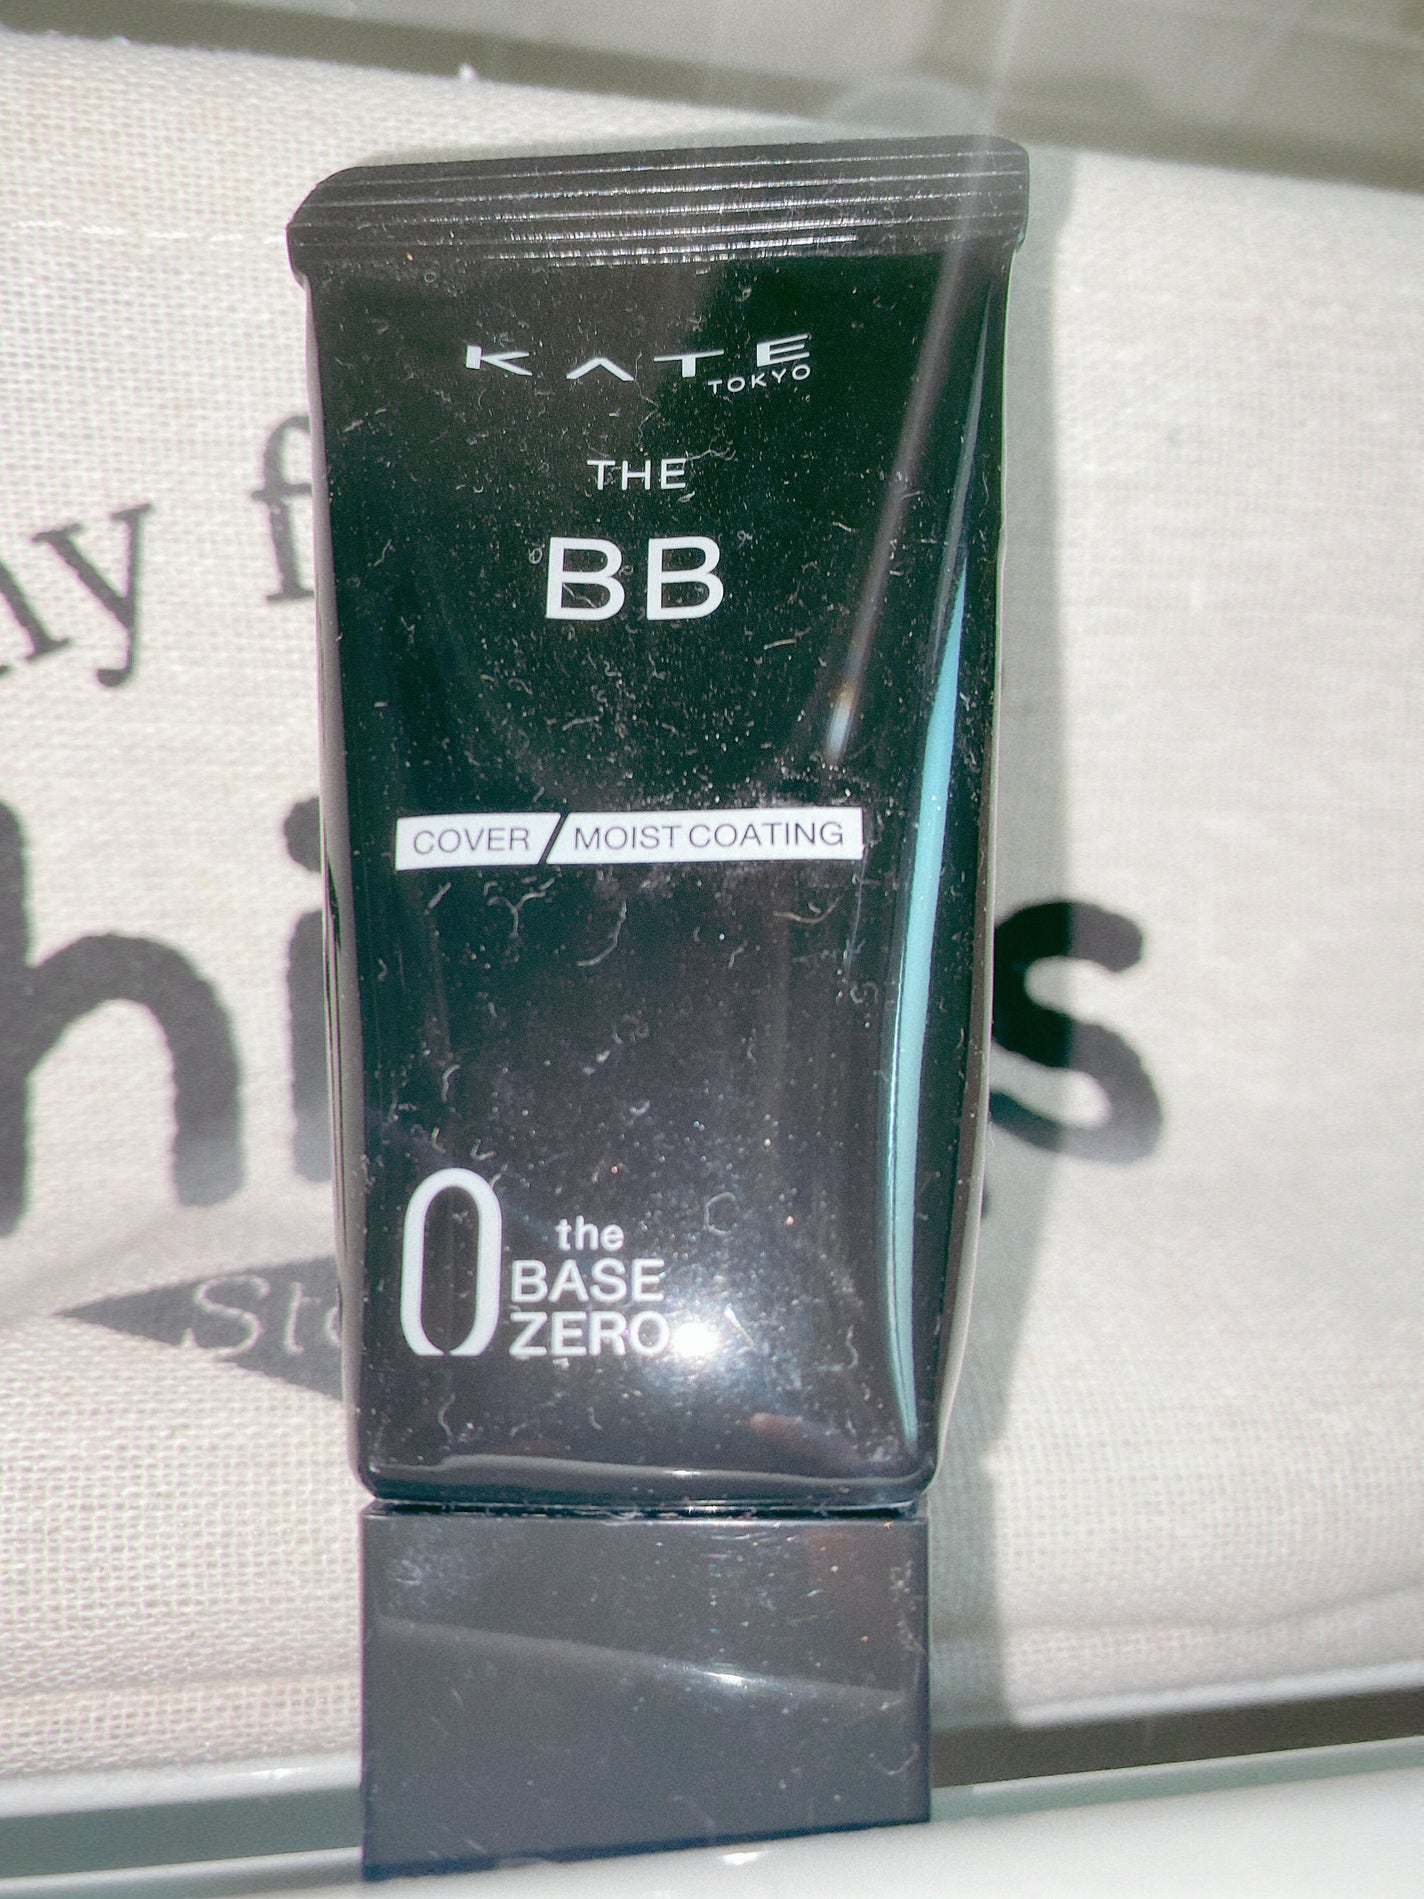 KATE
TOKYO
THE
BB
COVER/MOIST COATING
0 the
BASE
ZERO